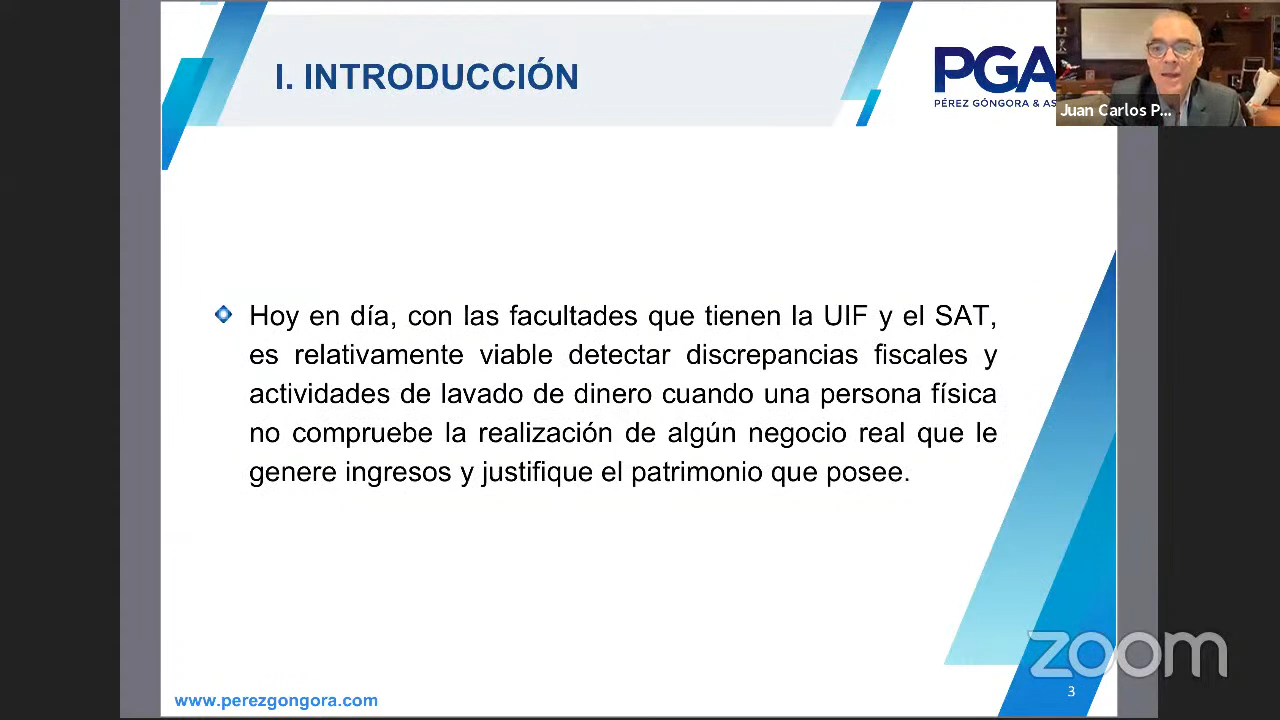 I. INTRODUCCIÓN
PGA
PÉREZ GÓNGORA & AS
Juan Carlos P...
Hoy en día, con las facultades que tienen la UIF y el SAT,
es relativamente viable detectar discrepancias fiscales y
actividades de lavado de dinero cuando una persona física
no compruebe la realización de algún negocio real que le
genere ingresos y justifique el patrimonio que posee.
zoom
www.perezgongora.com
3